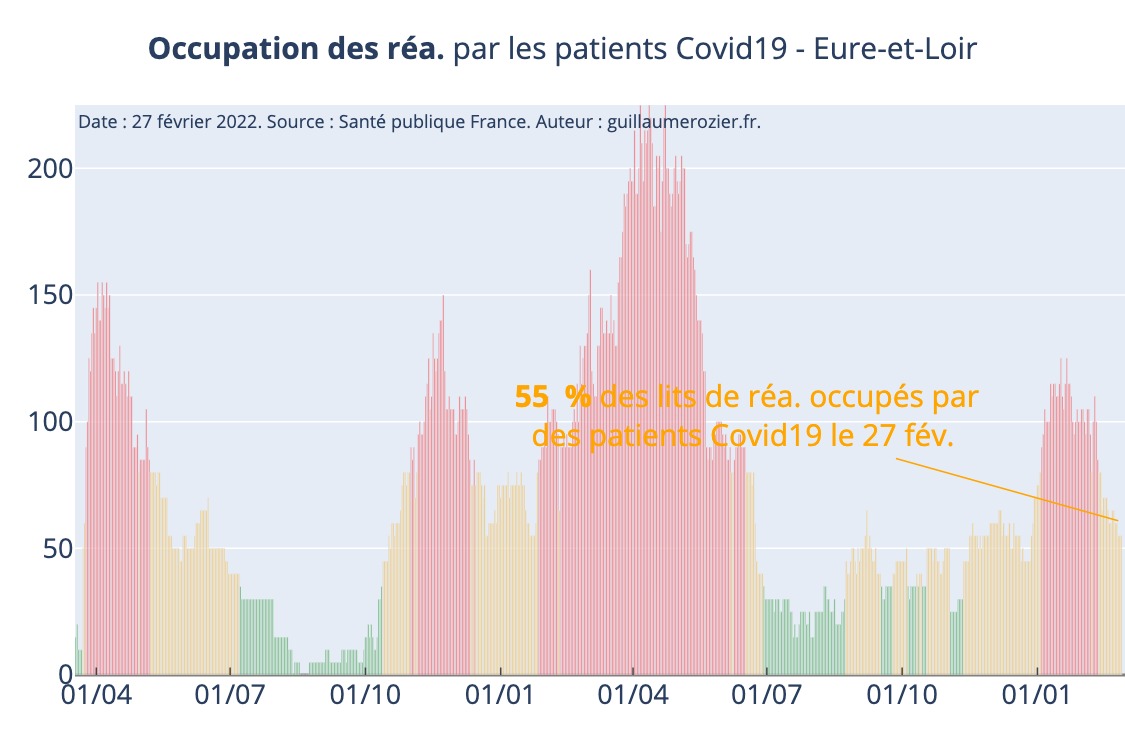 Occupation des réa. par les patients Covid19 - Eure-et-Loir
Date : 27 février 2022. Source : Santé publique France. Auteur : guillaumerozier.fr.
200
150
100
50
0
55 % des lits de réa. occupés par
des patients Covid19 le 27 fév.
01/04 01/07 01/10 01/01 01/04 01/07 01/10 01/01